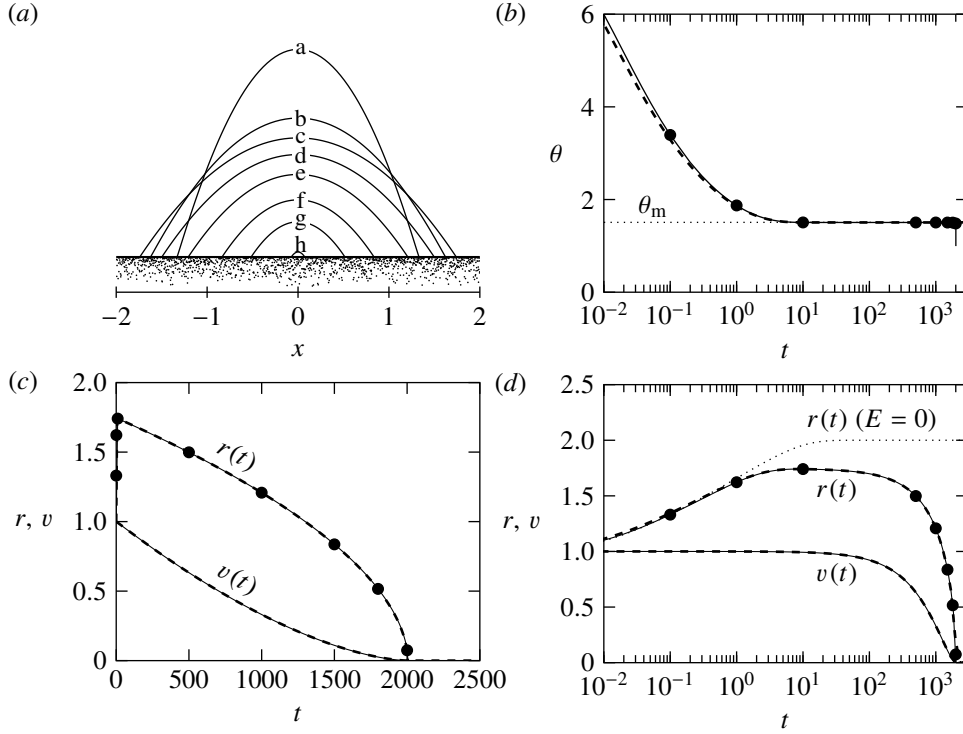 (a)
a
b
c
d
e
f
g
h
−2 −1 0 1 2
x
(b)
6
4
θ
θm
2
0
10⁻² 10⁻¹ 10⁰ 10¹ 10² 10³
t
(c)
2.0
1.5
r(t)
r, v 1.0
v(t)
0.5
0
0 500 1000 1500 2000 2500
t
(d)
2.5
r(t) (E = 0)
2.0
r(t)
1.5
r, v
1.0
v(t)
0.5
0
10⁻² 10⁻¹ 10⁰ 10¹ 10² 10³
t